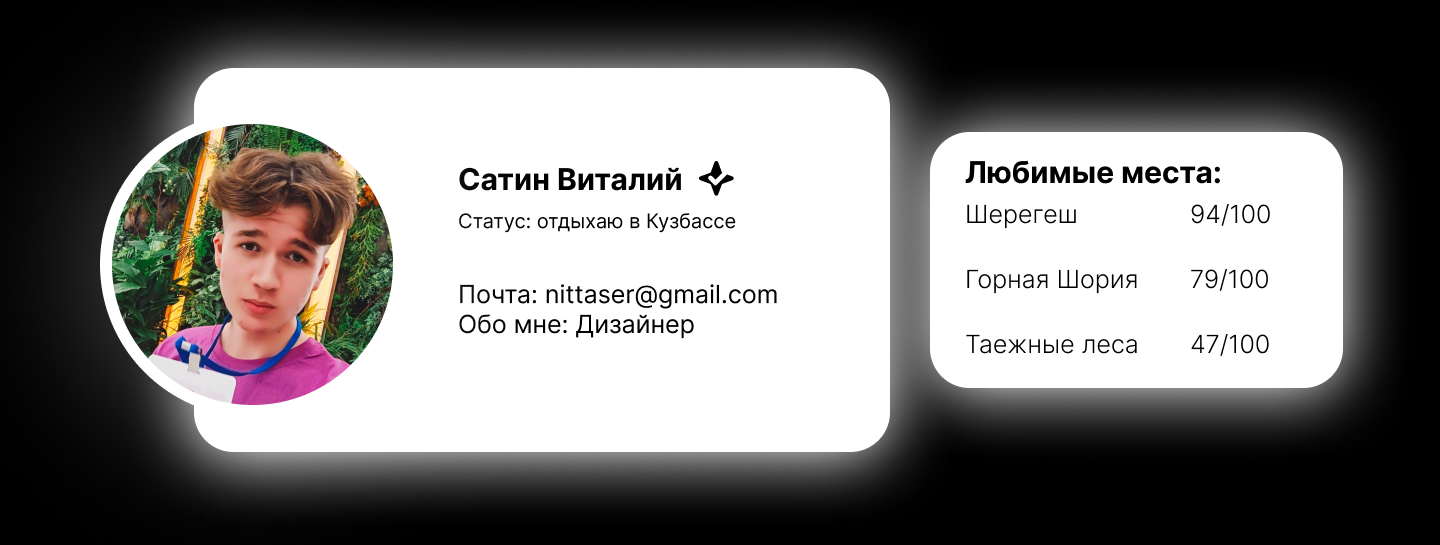 Сатин Виталий
Статус: отдыхаю в Кузбассе
Почта: nittaser@gmail.com
Обо мне: Дизайнер
Любимые места:
Шерегеш 94/100
Горная Шория 79/100
Таежные леса 47/100